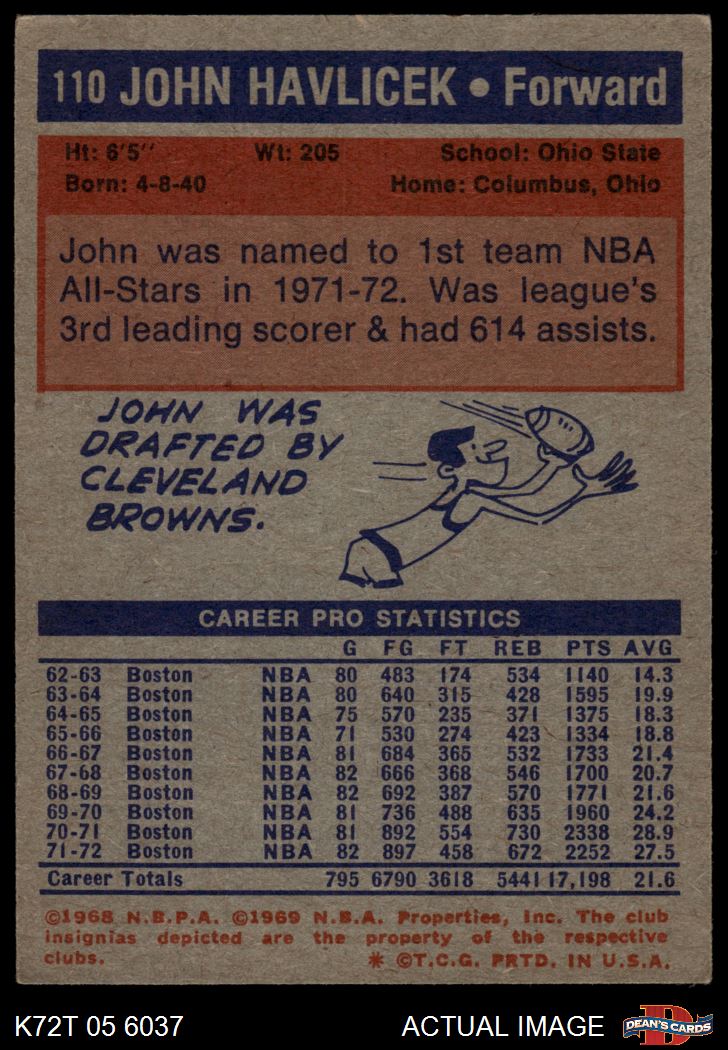 110 JOHN HAVLICEK • Forward
Ht: 6'5" Wt: 205 School: Ohio State
Born: 4-8-40 Home: Columbus, Ohio
John was named to 1st team NBA
All-Stars in 1971-72. Was league's
3rd leading scorer & had 614 assists.
JOHN WAS
DRAFTED BY
CLEVELAND
BROWNS.
CAREER PRO STATISTICS
G FG FT REB PTS AVG
62-63 Boston NBA 80 483 174 534 1140 14.3
63-64 Boston NBA 80 640 315 428 1595 19.9
64-65 Boston NBA 75 570 235 371 1375 18.3
65-66 Boston NBA 71 530 274 423 1334 18.8
66-67 Boston NBA 81 684 365 532 1733 21.4
67-68 Boston NBA 82 666 368 546 1700 20.7
68-69 Boston NBA 82 692 387 570 1771 21.6
69-70 Boston NBA 81 736 488 635 1960 24.2
70-71 Boston NBA 81 892 554 730 2338 28.9
71-72 Boston NBA 82 897 458 672 2252 27.5
Career Totals 795 6790 3618 5441 17,198 21.6
©1968 N.B.P.A. ©1969 N.B.A. Properties, Inc. The club
insignias depicted are the property of the respective
clubs. * ©T.C.G. PRTD. IN U.S.A.
K72T 05 6037 ACTUAL IMAGE DEAN'S CARDS